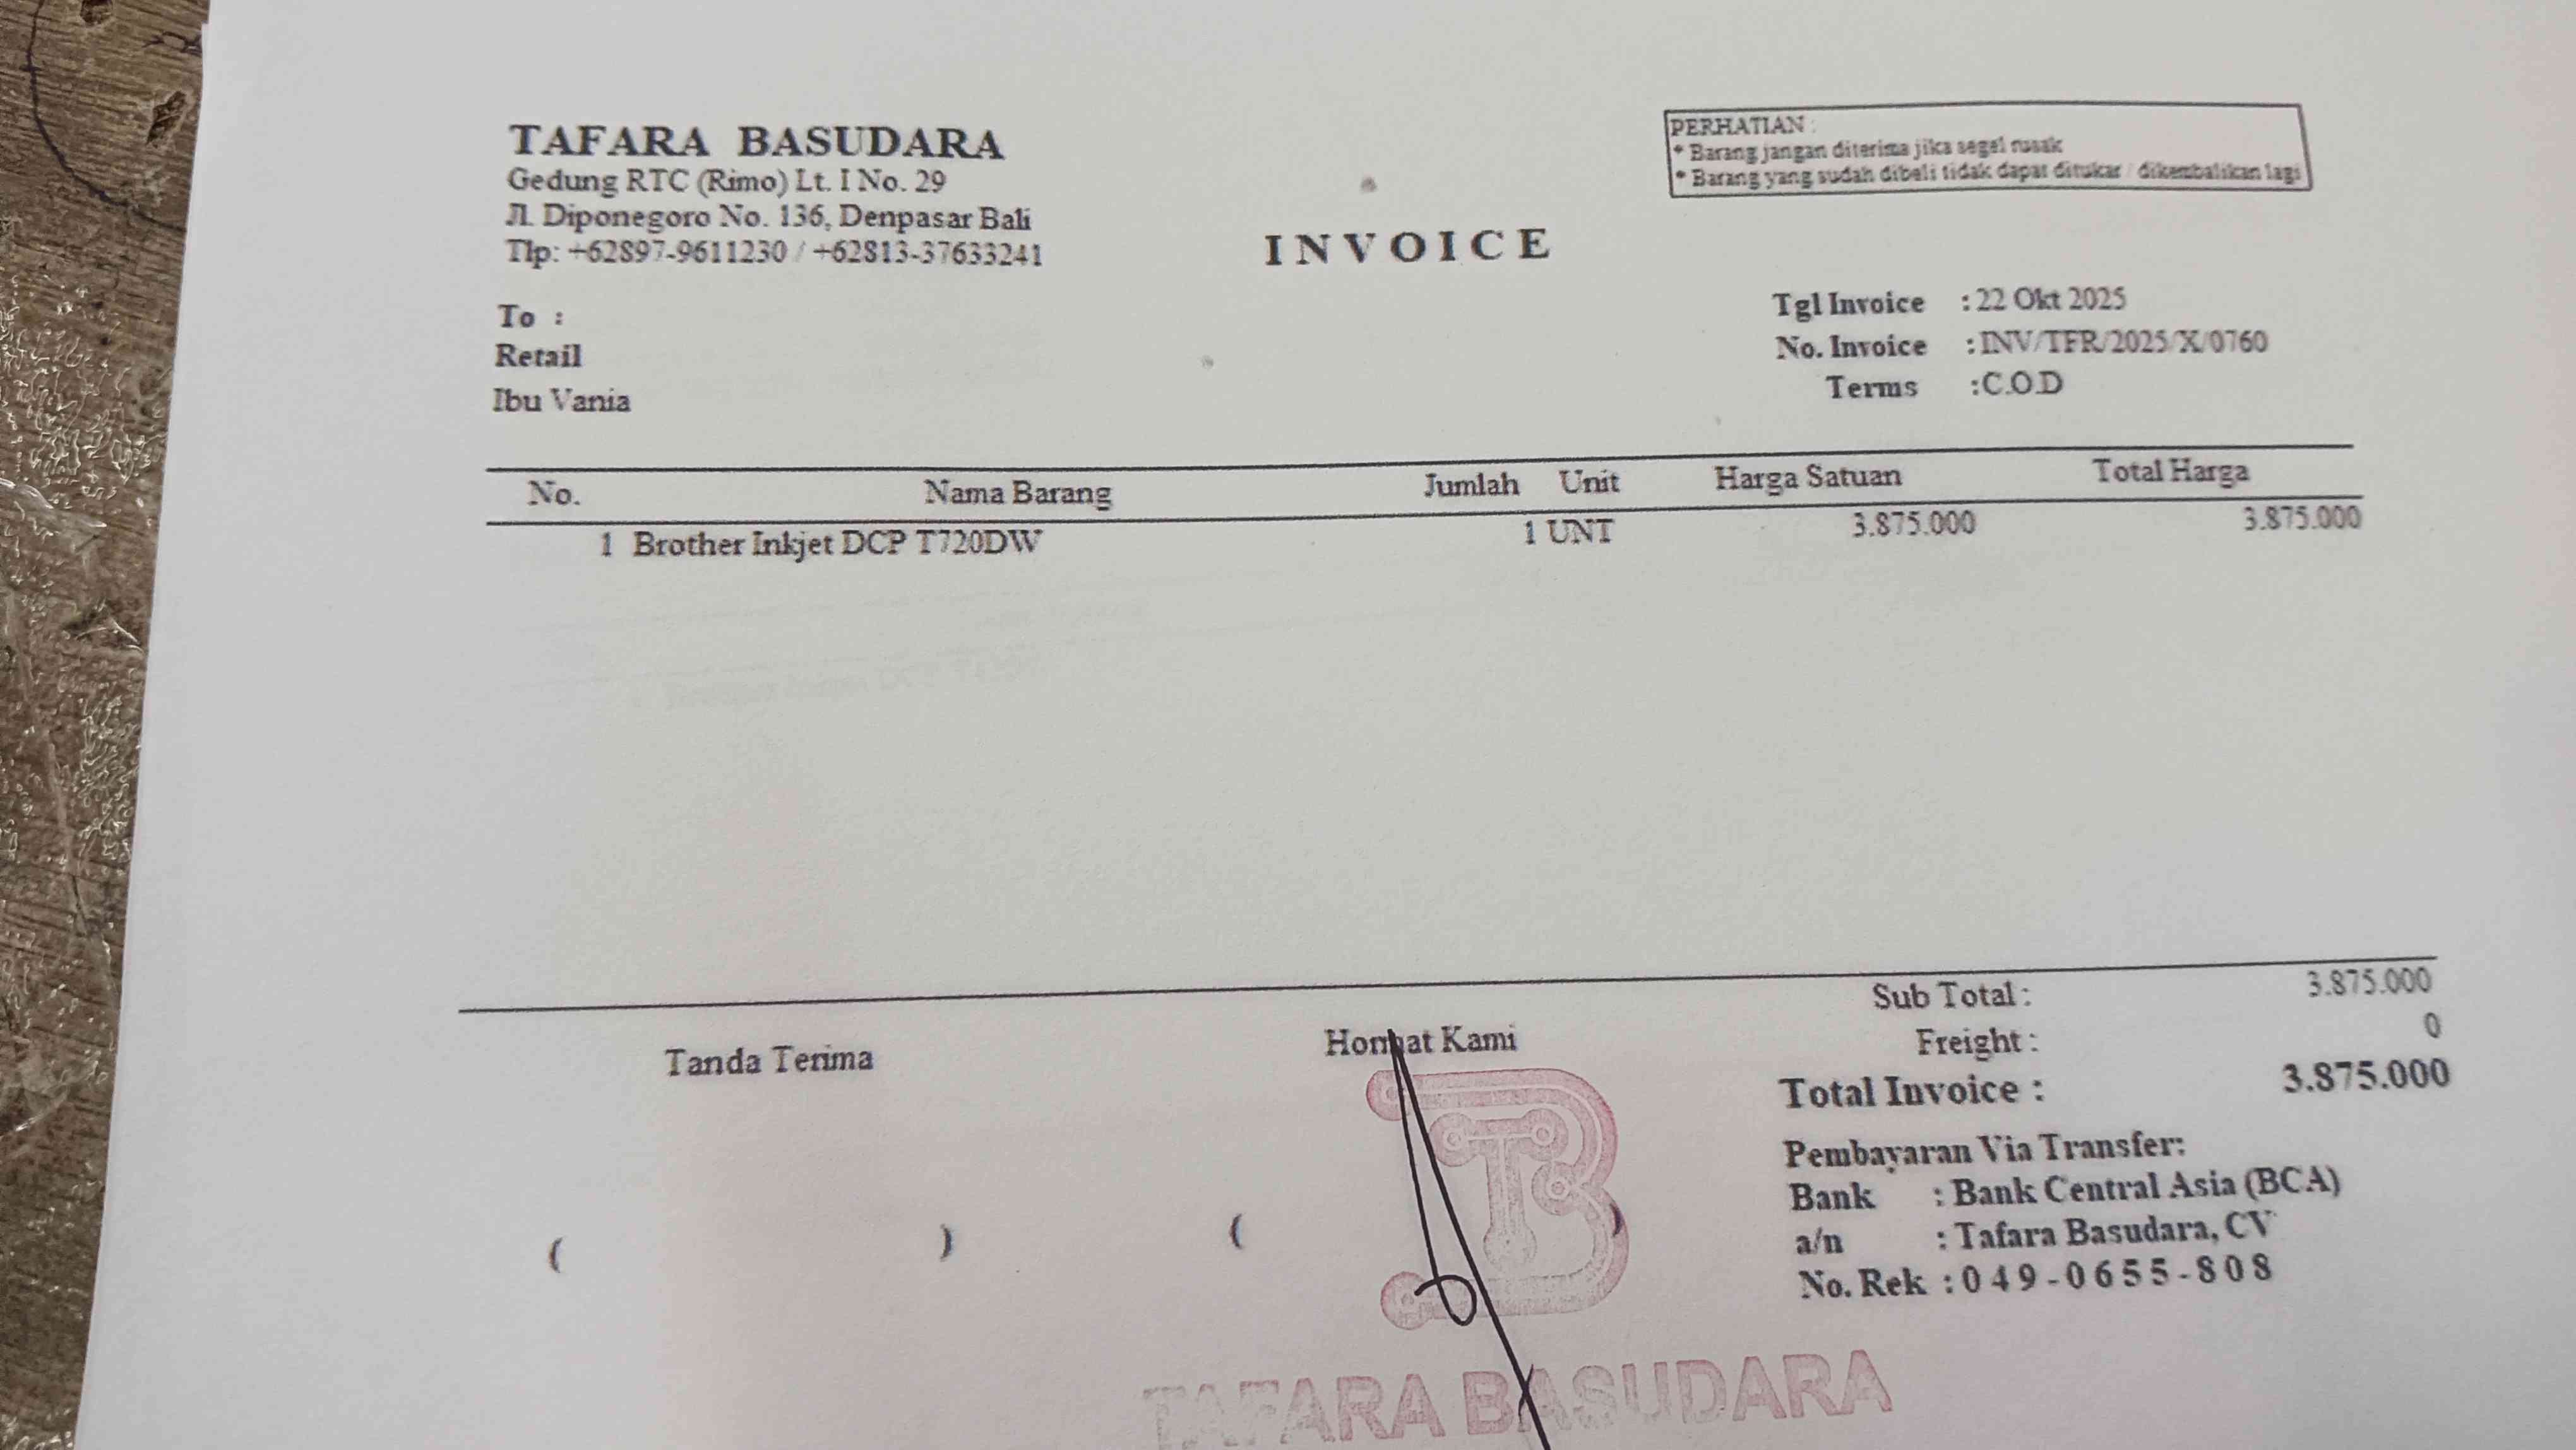 TAFARA BASUDARA
Gedung RTC (Rimo) Lt. I No. 29
Jl. Diponegoro No. 136, Denpasar Bali
Tlp: +62897-9611230 / +62813-37633241
PERHATIAN :
* Barang jangan diterima jika segel rusak
* Barang yang sudah dibeli tidak dapat ditukar / dikembalikan lagi
INVOICE
To :
Retail
Ibu Vania
Tgl Invoice : 22 Okt 2025
No. Invoice : INV/TFR/2025/X/0760
Terms : C.O.D
No. Nama Barang Jumlah Unit Harga Satuan Total Harga
1 Brother Inkjet DCP T720DW 1 UNT 3.875.000 3.875.000
Sub Total : 3.875.000
Freight : 0
Total Invoice : 3.875.000
Tanda Terima
Hormat Kami
( ) ( )
Pembayaran Via Transfer:
Bank : Bank Central Asia (BCA)
a/n : Tafara Basudara, CV
No. Rek : 049-0655-808
TB
TAFARA BASUDARA